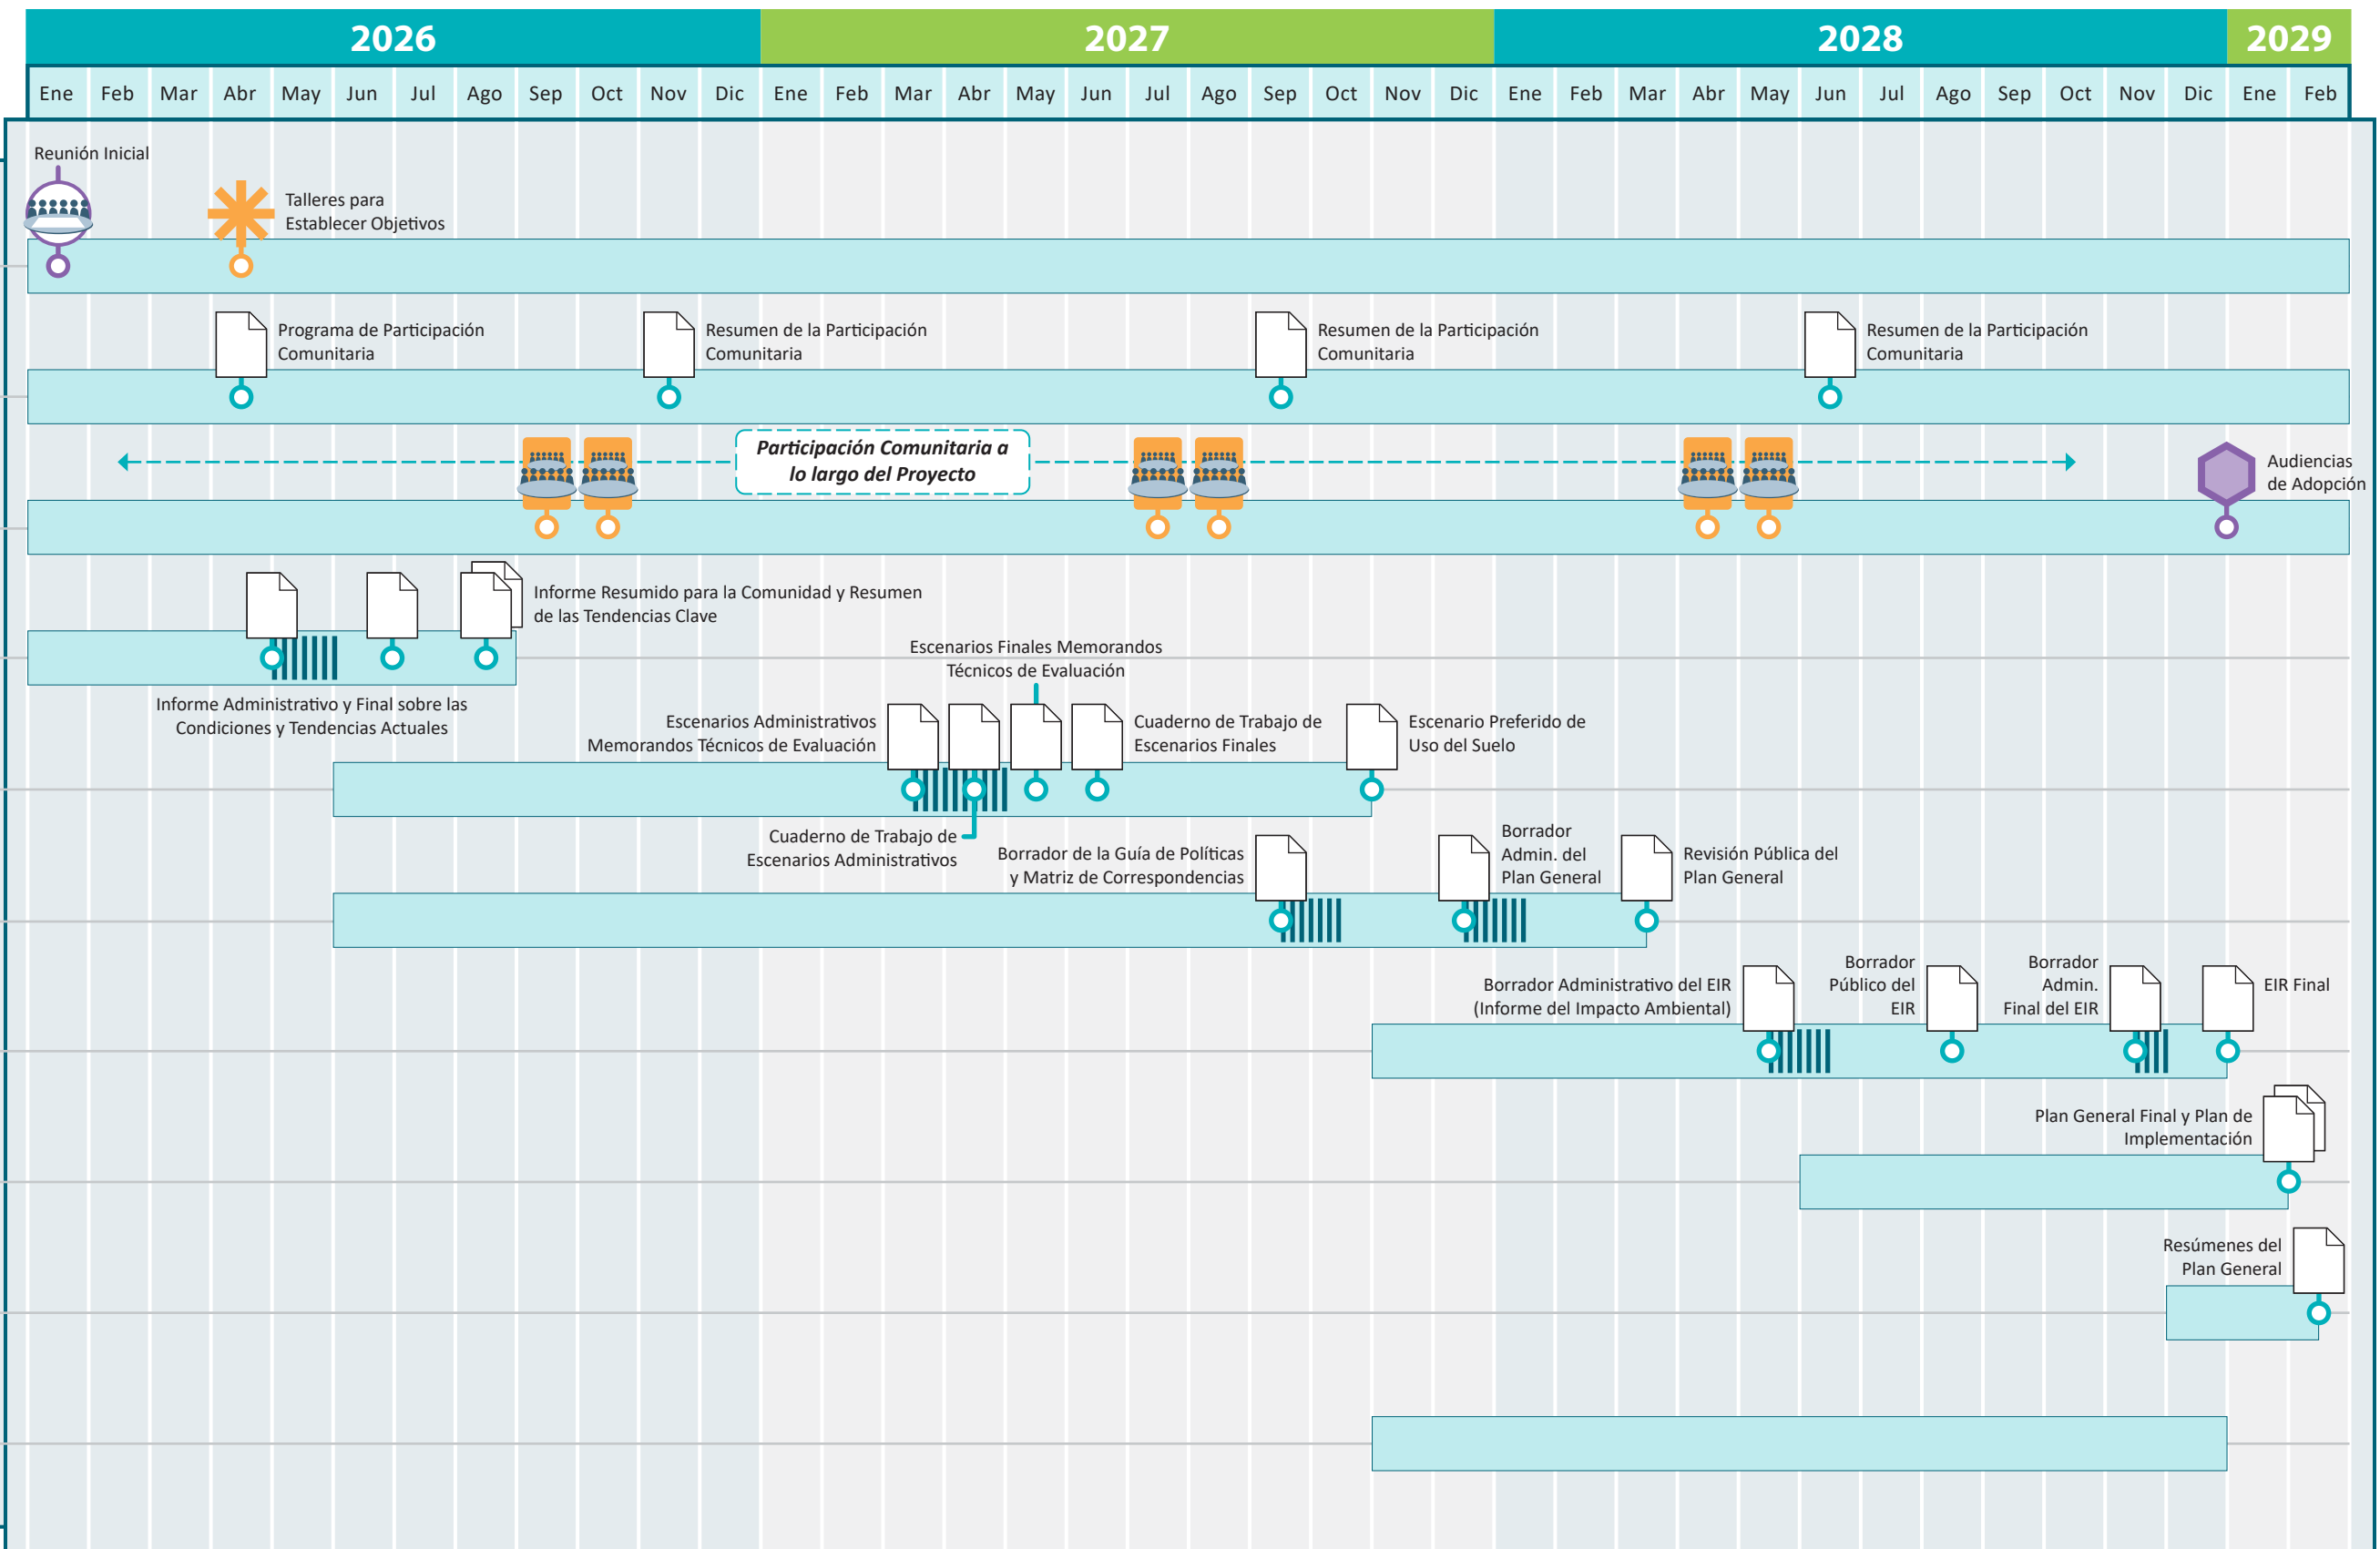 2026 2027 2028 2029
Ene Feb Mar Abr May Jun Jul Ago Sep Oct Nov Dic Ene Feb Mar Abr May Jun Jul Ago Sep Oct Nov Dic Ene Feb Mar Abr May Jun Jul Ago Sep Oct Nov Dic Ene Feb
Reunión Inicial
Talleres para
Establecer Objetivos
Programa de Participación
Comunitaria
Resumen de la Participación
Comunitaria
Resumen de la Participación
Comunitaria
Resumen de la Participación
Comunitaria
Participación Comunitaria a
lo largo del Proyecto
Audiencias
de Adopción
Informe Resumido para la Comunidad y Resumen
de las Tendencias Clave
Informe Administrativo y Final sobre las
Condiciones y Tendencias Actuales
Escenarios Finales Memorandos
Técnicos de Evaluación
Escenarios Administrativos
Memorandos Técnicos de Evaluación
Cuaderno de Trabajo de
Escenarios Finales
Escenario Preferido de
Uso del Suelo
Cuaderno de Trabajo de
Escenarios Administrativos
Borrador de la Guía de Políticas
y Matriz de Correspondencias
Borrador
Admin. del
Plan General
Revisión Pública del
Plan General
Borrador Administrativo del EIR
(Informe del Impacto Ambiental)
Borrador
Público del
EIR
Borrador
Admin.
Final del EIR
EIR Final
Plan General Final y Plan de
Implementación
Resúmenes del
Plan General